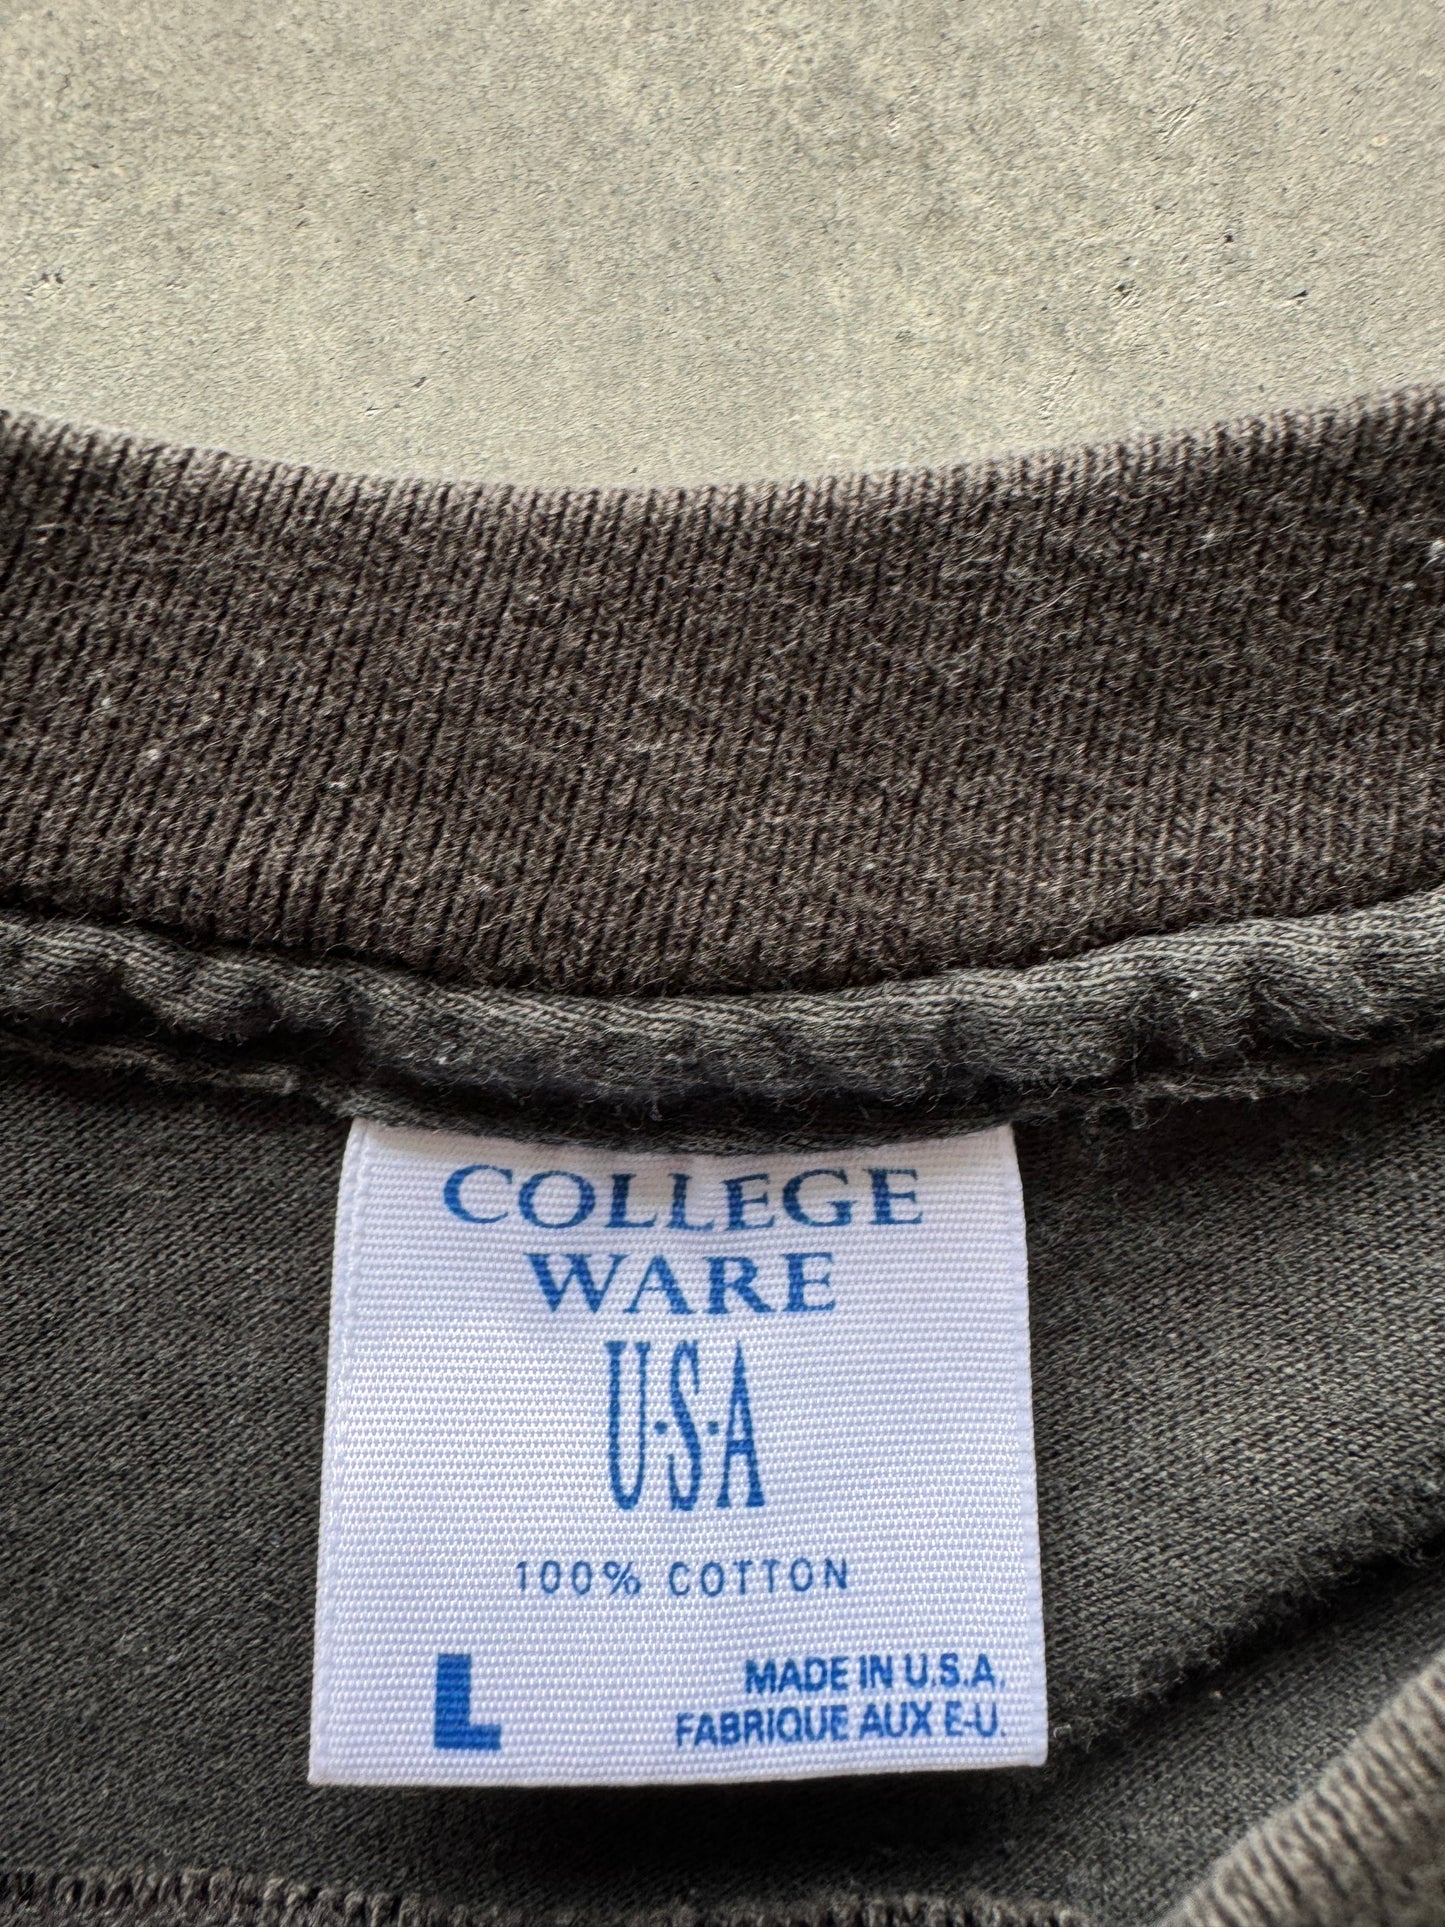 COLLEGE
WARE
U·S·A
100% COTTON
L
MADE IN U.S.A.
FABRIQUE AUX E-U.